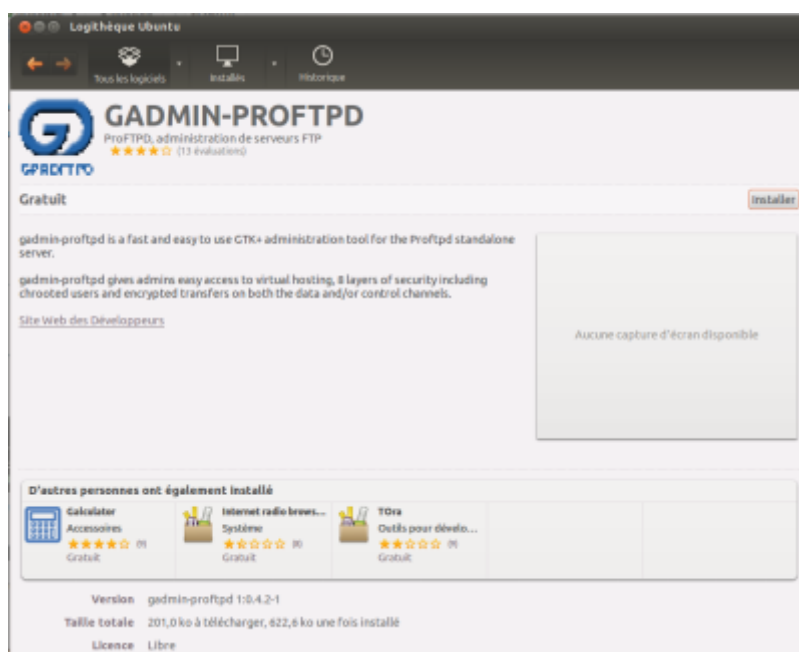 Logithèque Ubuntu
Tous les logiciels
Installés
Historique
GADMIN-PROFTPD
ProFTPD, administration de serveurs FTP
(13 évaluations)
Gratuit
Installer
gadmin-proftpd is a fast and easy to use GTK+ administration tool for the Proftpd standalone
server.
gadmin-proftpd gives admins easy access to virtual hosting, 8 layers of security including
chrooted users and encrypted transfers on both the data and/or control channels.
Site Web des Développeurs
Aucune capture d'écran disponible
D'autres personnes ont également installé
Galculator
Accessoires
Gratuit
Internet radio brows...
Système
Gratuit
TOra
Outils pour dévelo...
Gratuit
Version gadmin-proftpd 1:0.4.2-1
Taille totale 201,0 ko à télécharger, 622,6 ko une fois installé
Licence Libre